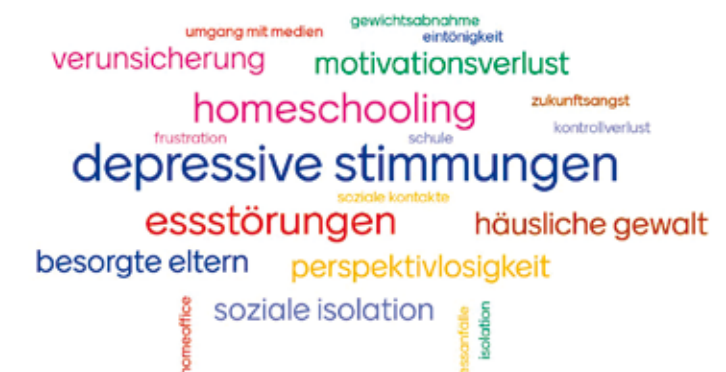 gewichtsabnahme
umgang mit medien
eintönigkeit
verunsicherung
motivationsverlust
homeschooling
zukunftsangst
kontrollverlust
frustration
schule
depressive stimmungen
soziale kontakte
essstörungen
häusliche gewalt
besorgte eltern
perspektivlosigkeit
soziale isolation
homeoffice
essanfälle
isolation